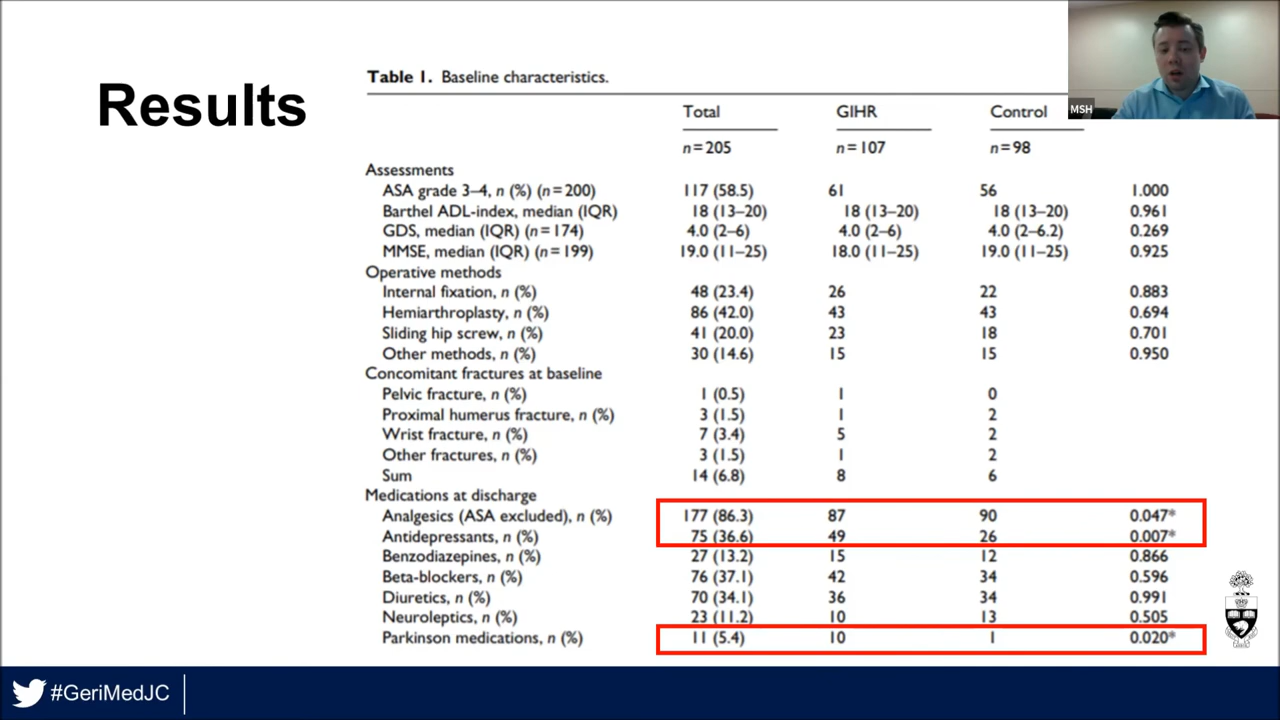 Results
Table 1. Baseline characteristics.
Total GIHR Control
n=205 n=107 n=98
Assessments
ASA grade 3–4, n (%) (n=200) 117 (58.5) 61 56 1.000
Barthel ADL-index, median (IQR) 18 (13–20) 18 (13–20) 18 (13–20) 0.961
GDS, median (IQR) (n=174) 4.0 (2–6) 4.0 (2–6) 4.0 (2–6.2) 0.269
MMSE, median (IQR) (n=199) 19.0 (11–25) 18.0 (11–25) 19.0 (11–25) 0.925
Operative methods
Internal fixation, n (%) 48 (23.4) 26 22 0.883
Hemiarthroplasty, n (%) 86 (42.0) 43 43 0.694
Sliding hip screw, n (%) 41 (20.0) 23 18 0.701
Other methods, n (%) 30 (14.6) 15 15 0.950
Concomitant fractures at baseline
Pelvic fracture, n (%) 1 (0.5) 1 0
Proximal humerus fracture, n (%) 3 (1.5) 1 2
Wrist fracture, n (%) 7 (3.4) 5 2
Other fractures, n (%) 3 (1.5) 1 2
Sum 14 (6.8) 8 6
Medications at discharge
Analgesics (ASA excluded), n (%) 177 (86.3) 87 90 0.047*
Antidepressants, n (%) 75 (36.6) 49 26 0.007*
Benzodiazepines, n (%) 27 (13.2) 15 12 0.866
Beta-blockers, n (%) 76 (37.1) 42 34 0.596
Diuretics, n (%) 70 (34.1) 36 34 0.991
Neuroleptics, n (%) 23 (11.2) 10 13 0.505
Parkinson medications, n (%) 11 (5.4) 10 1 0.020*
MSH
#GeriMedJC